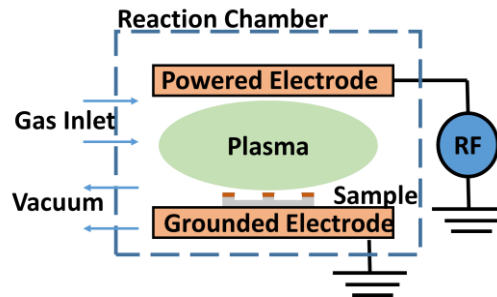 Reaction Chamber
Powered Electrode
Gas Inlet
Plasma
RF
Vacuum
Sample
Grounded Electrode